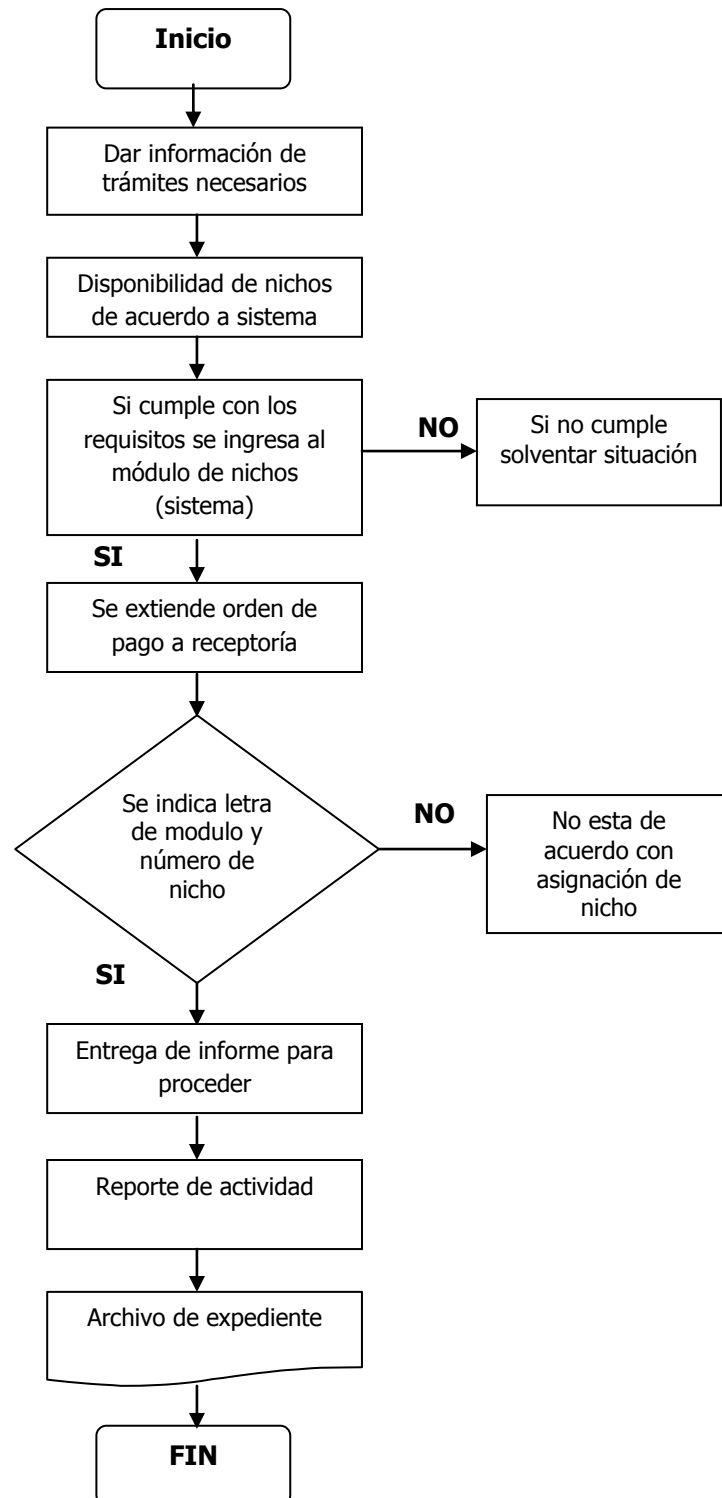 Inicio
Dar información de
trámites necesarios
Disponibilidad de nichos
de acuerdo a sistema
Si cumple con los
requisitos se ingresa al
módulo de nichos
(sistema)
NO
Si no cumple
solventar situación
SI
Se extiende orden de
pago a receptoría
Se indica letra
de modulo y
número de
nicho
NO
No esta de
acuerdo con
asignación de
nicho
SI
Entrega de informe para
proceder
Reporte de actividad
Archivo de expediente
FIN